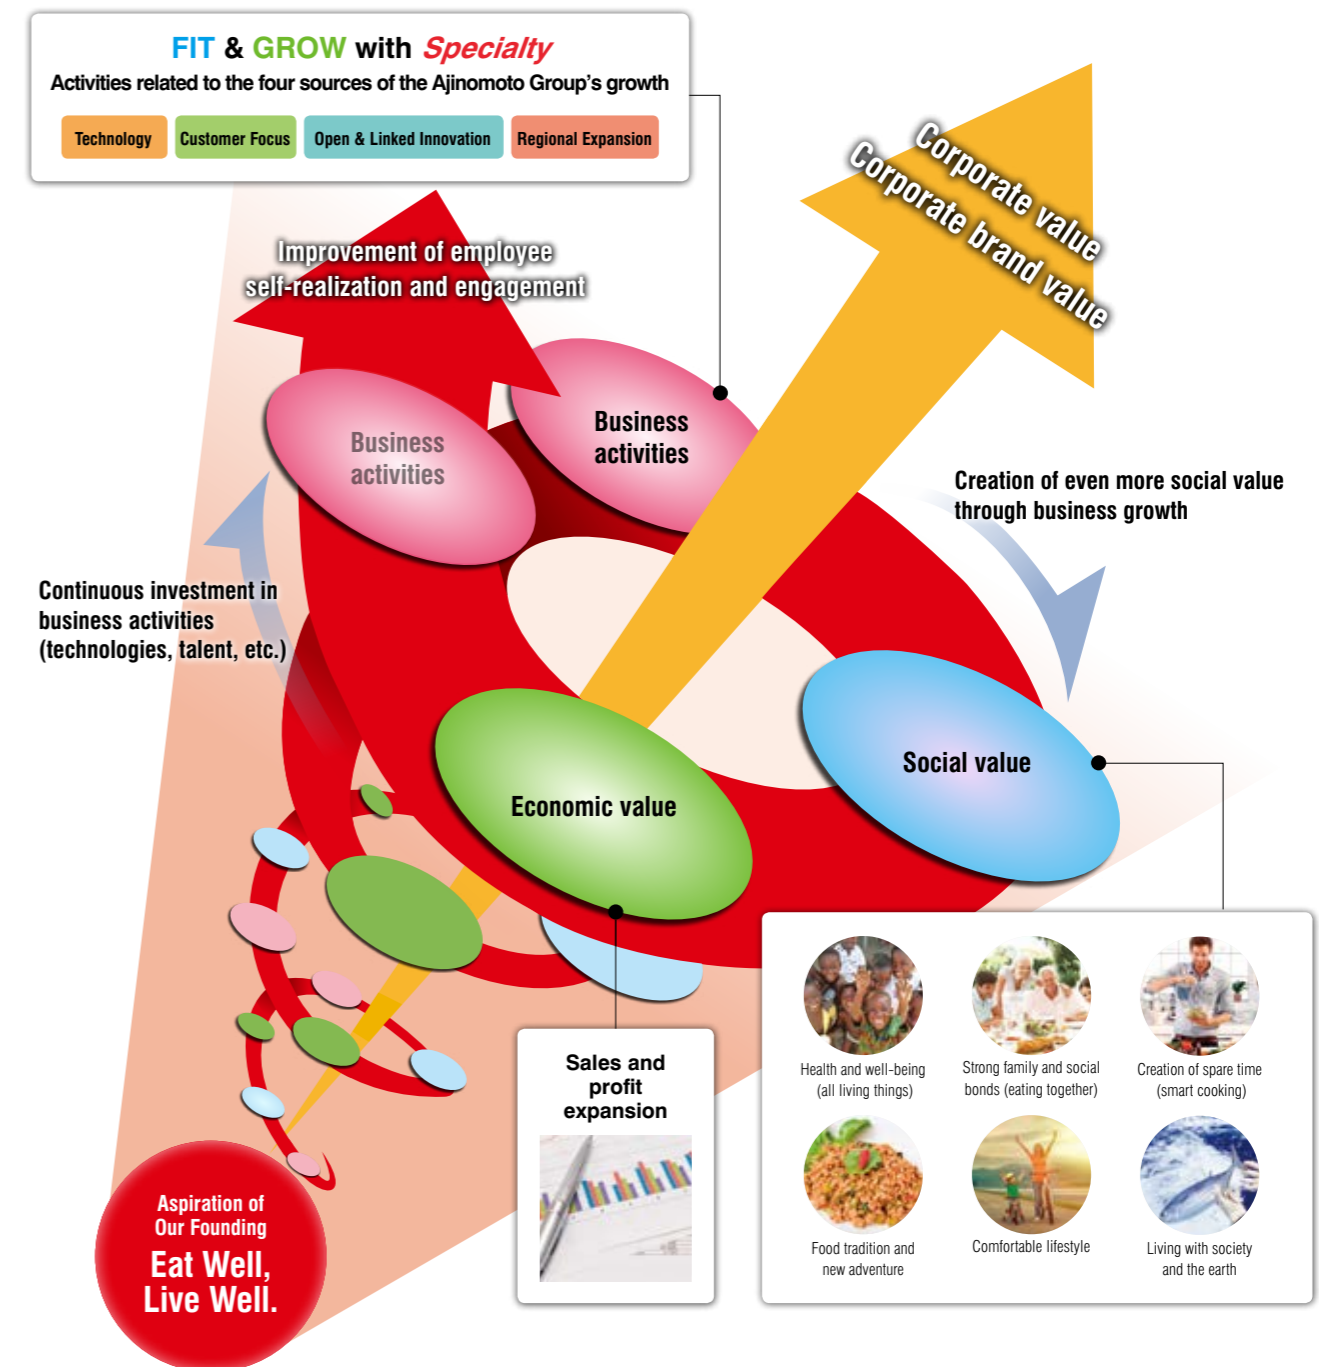 FIT & GROW with Specialty
Activities related to the four sources of the Ajinomoto Group's growth
Technology
Customer Focus
Open & Linked Innovation
Regional Expansion
Corporate value
Corporate brand value
Improvement of employee
self-realization and engagement
Business
activities
Business
activities
Creation of even more social value
through business growth
Continuous investment in
business activities
(technologies, talent, etc.)
Social value
Economic value
Sales and
profit
expansion
Health and well-being
(all living things)
Strong family and social
bonds (eating together)
Creation of spare time
(smart cooking)
Food tradition and
new adventure
Comfortable lifestyle
Living with society
and the earth
Aspiration of
Our Founding
Eat Well,
Live Well.